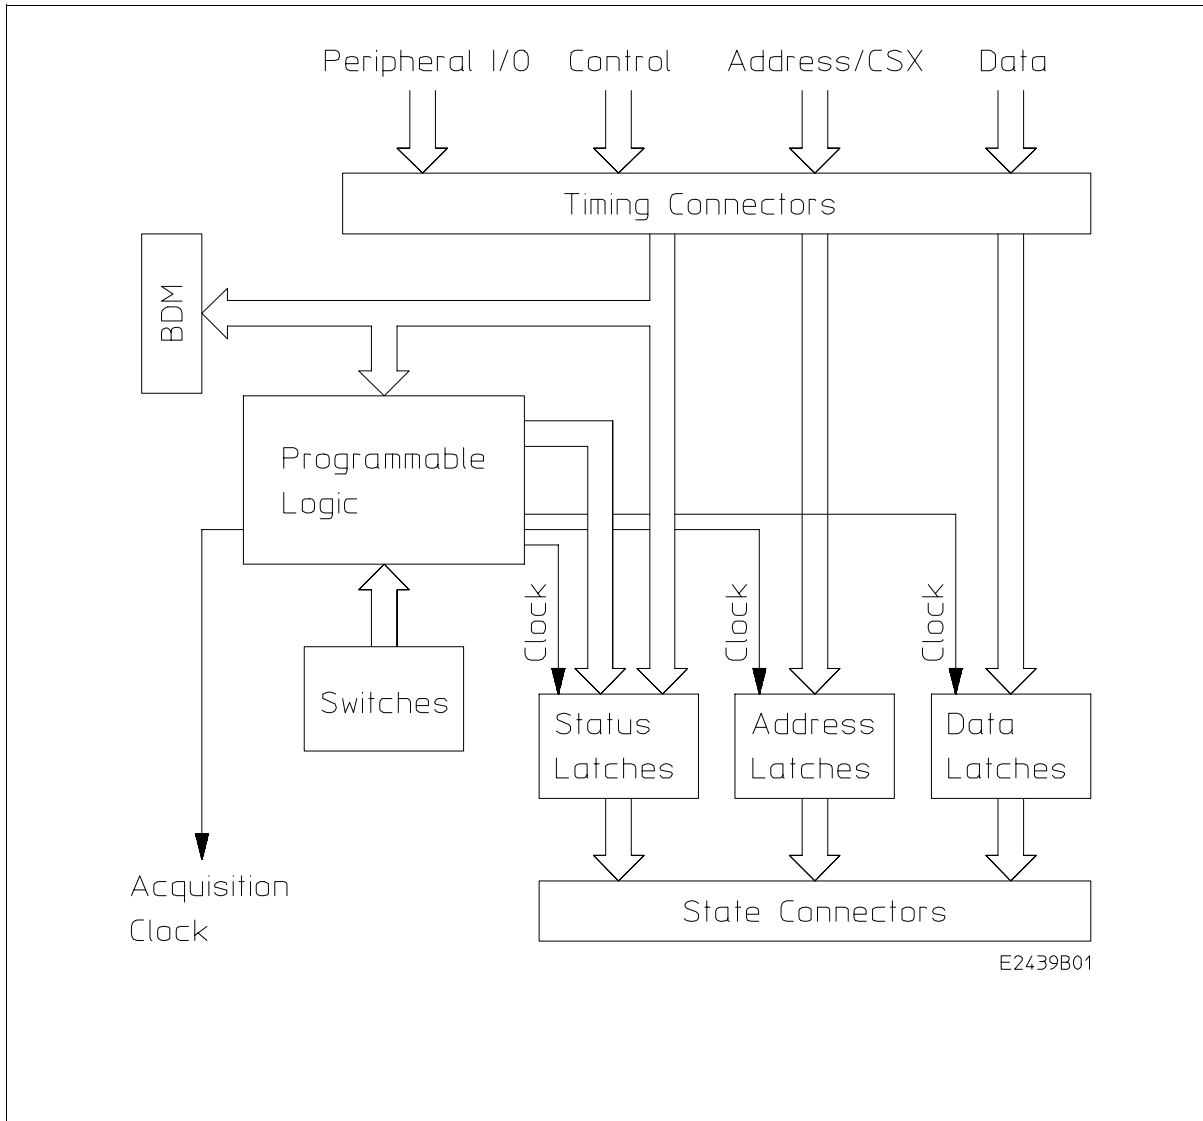 Peripheral I/O Control Address/CSX Data
Timing Connectors
BDM
Programmable
Logic
Clock Clock Clock
Switches
Status
Latches
Address
Latches
Data
Latches
Acquisition
Clock
State Connectors
E2439B01